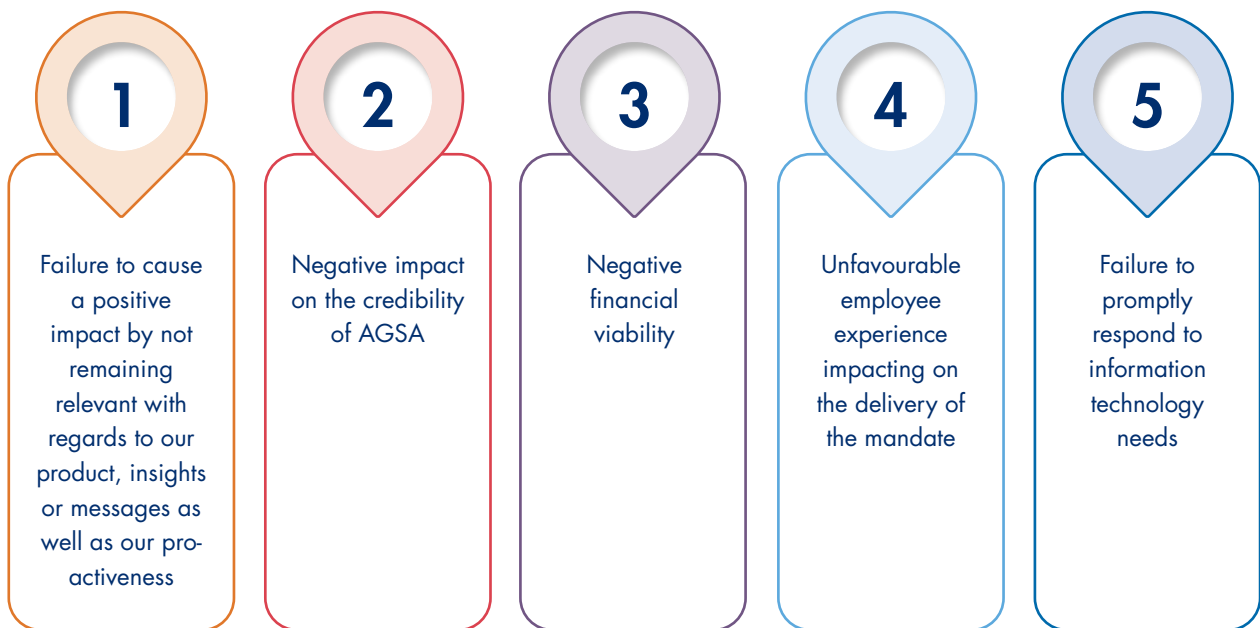 1
Failure to cause
a positive
impact by not
remaining
relevant with
regards to our
product, insights
or messages as
well as our pro-
activeness
2
Negative impact
on the credibility
of AGSA
3
Negative
financial
viability
4
Unfavourable
employee
experience
impacting on
the delivery of
the mandate
5
Failure to
promptly
respond to
information
technology
needs